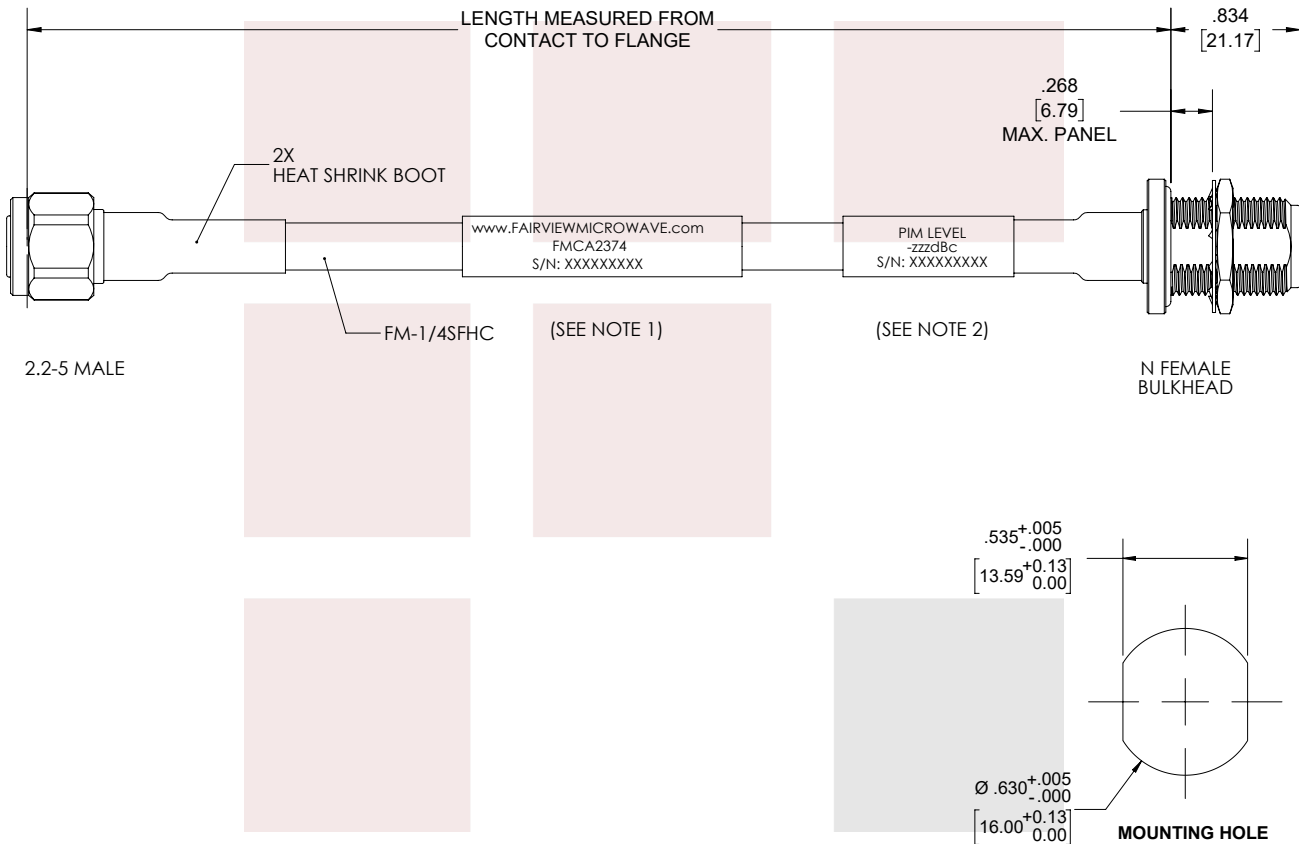 LENGTH MEASURED FROM
CONTACT TO FLANGE
.834
[21.17]
.268
[6.79]
MAX. PANEL
2X
HEAT SHRINK BOOT
www.FAIRVIEWMICROWAVE.com
FMCA2374
S/N: XXXXXXXXX
PIM LEVEL
-zzzdBc
S/N: XXXXXXXXX
FM-1/4SFHC
(SEE NOTE 1)
(SEE NOTE 2)
2.2-5 MALE
N FEMALE
BULKHEAD
.535 +.005
-.000
[13.59 +0.13
0.00]
Ø .630 +.005
-.000
[16.00 +0.13
0.00]
MOUNTING HOLE